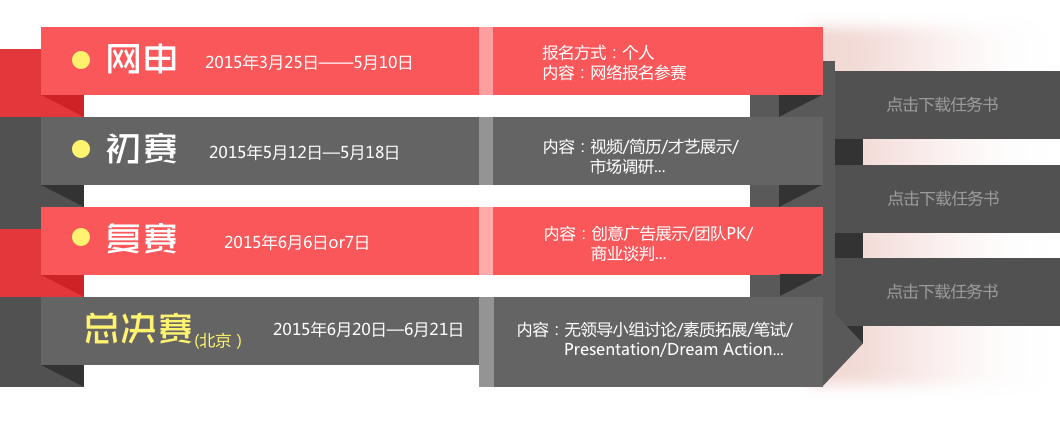 网申
2015年3月25日——5月10日
报名方式：个人
内容：网络报名参赛
点击下载任务书
初赛
2015年5月12日—5月18日
内容：视频/简历/才艺展示/
市场调研...
点击下载任务书
复赛
2015年6月6日or7日
内容：创意广告展示/团队PK/
商业谈判...
点击下载任务书
总决赛(北京）
2015年6月20日—6月21日
内容：无领导小组讨论/素质拓展/笔试/
Presentation/Dream Action...